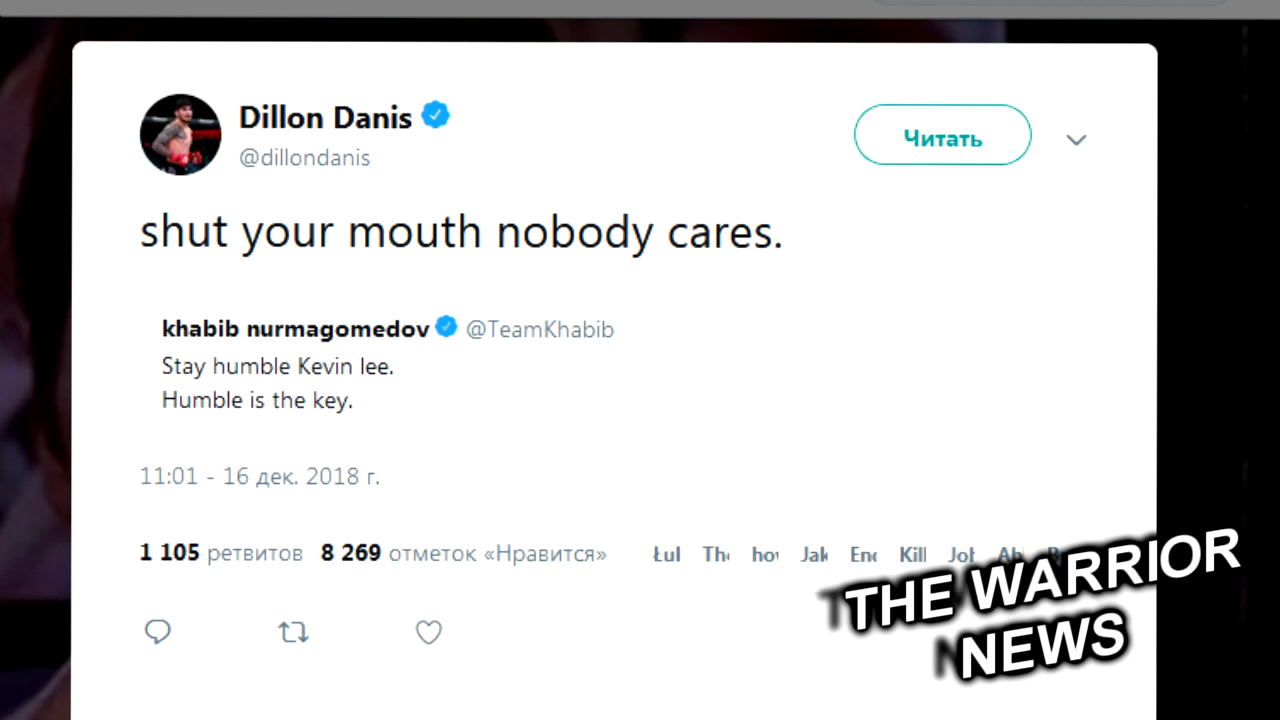 Dillon Danis
@dillondanis
Читать
shut your mouth nobody cares.
khabib nurmagomedov @TeamKhabib
Stay humble Kevin lee.
Humble is the key.
11:01 - 16 дек. 2018 г.
1 105 ретвитов 8 269 отметок «Нравится»
THE WARRIOR
NEWS